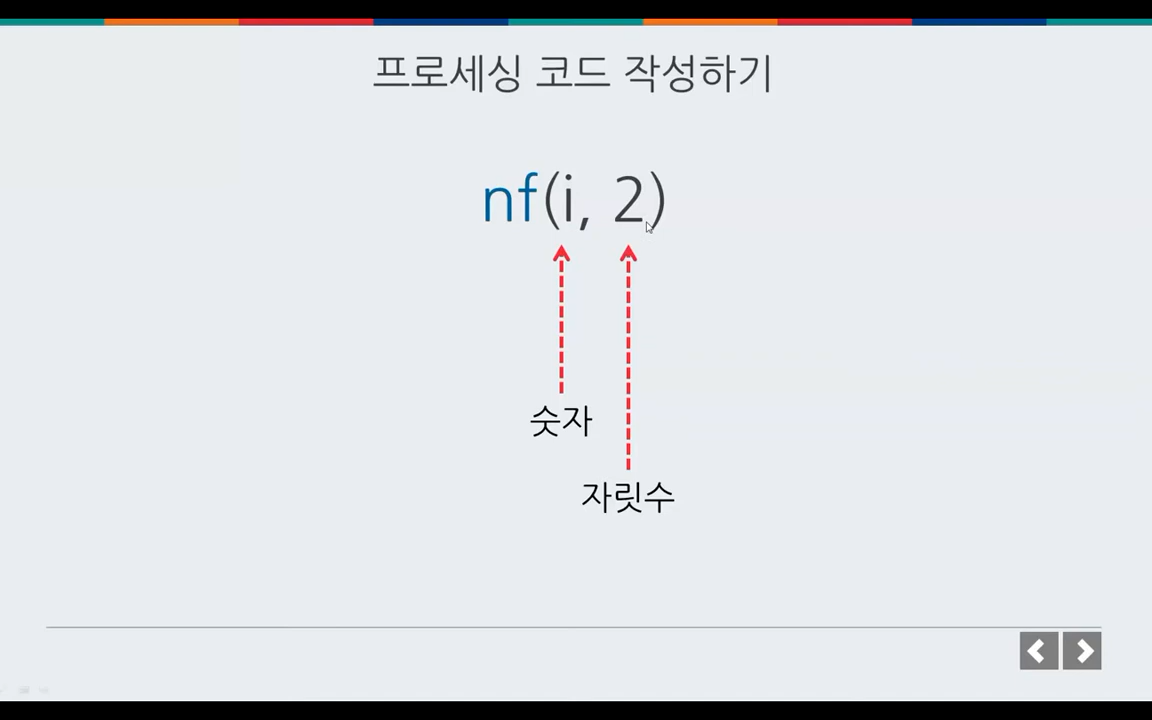 프로세싱 코드 작성하기
nf(i, 2)
숫자
자릿수